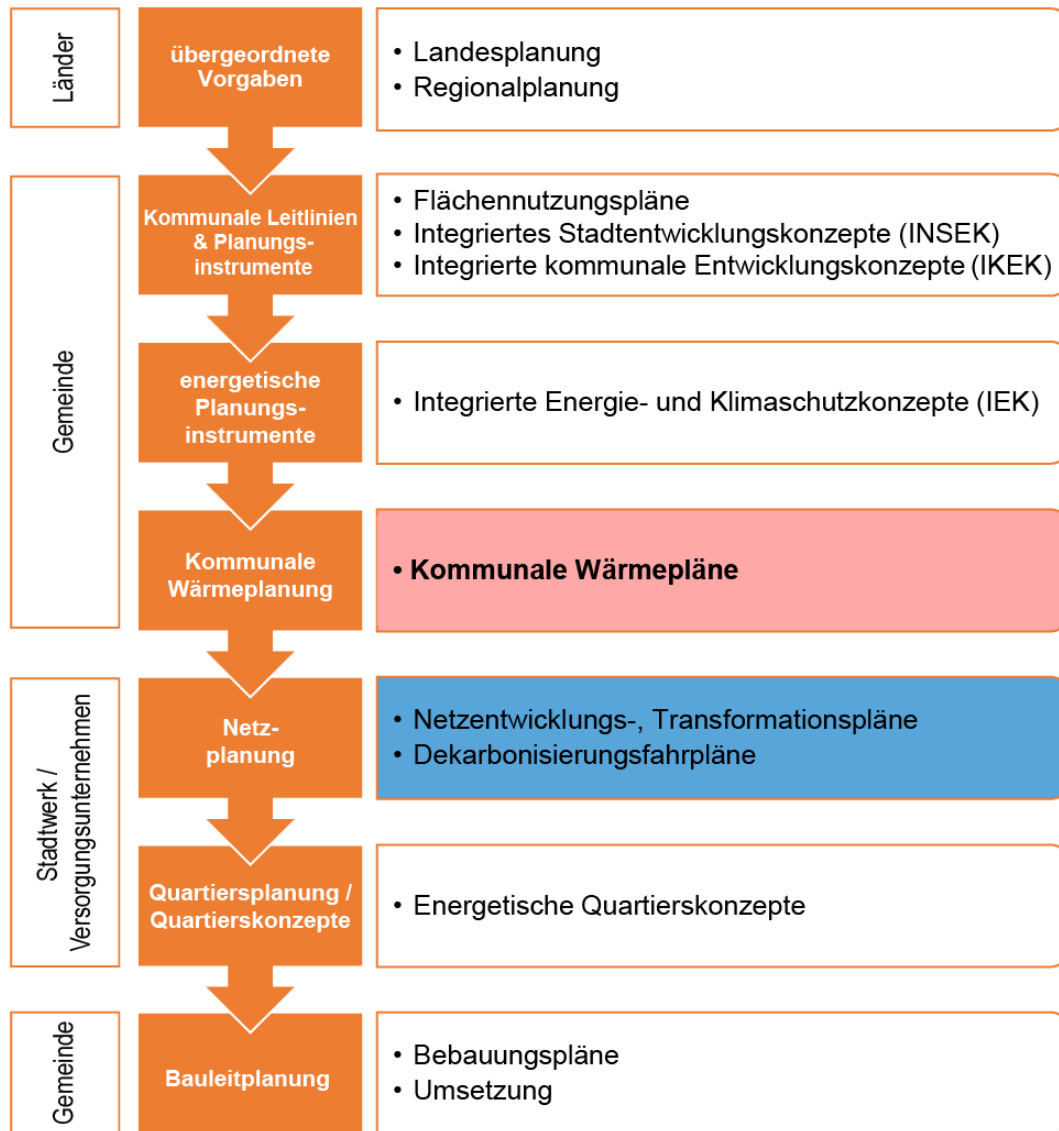 Länder
übergeordnete
Vorgaben
• Landesplanung
• Regionalplanung
Gemeinde
Kommunale Leitlinien
& Planungs-
instrumente
• Flächennutzungspläne
• Integriertes Stadtentwicklungskonzepte (INSEK)
• Integrierte kommunale Entwicklungskonzepte (IKEK)
energetische
Planungs-
instrumente
• Integrierte Energie- und Klimaschutzkonzepte (IEK)
Kommunale
Wärmeplanung
• Kommunale Wärmepläne
Stadtwerk /
Versorgungsunternehmen
Netz-
planung
• Netzentwicklungs-, Transformationspläne
• Dekarbonisierungsfahrpläne
Quartiersplanung /
Quartierskonzepte
• Energetische Quartierskonzepte
Gemeinde
Bauleitplanung
• Bebauungspläne
• Umsetzung